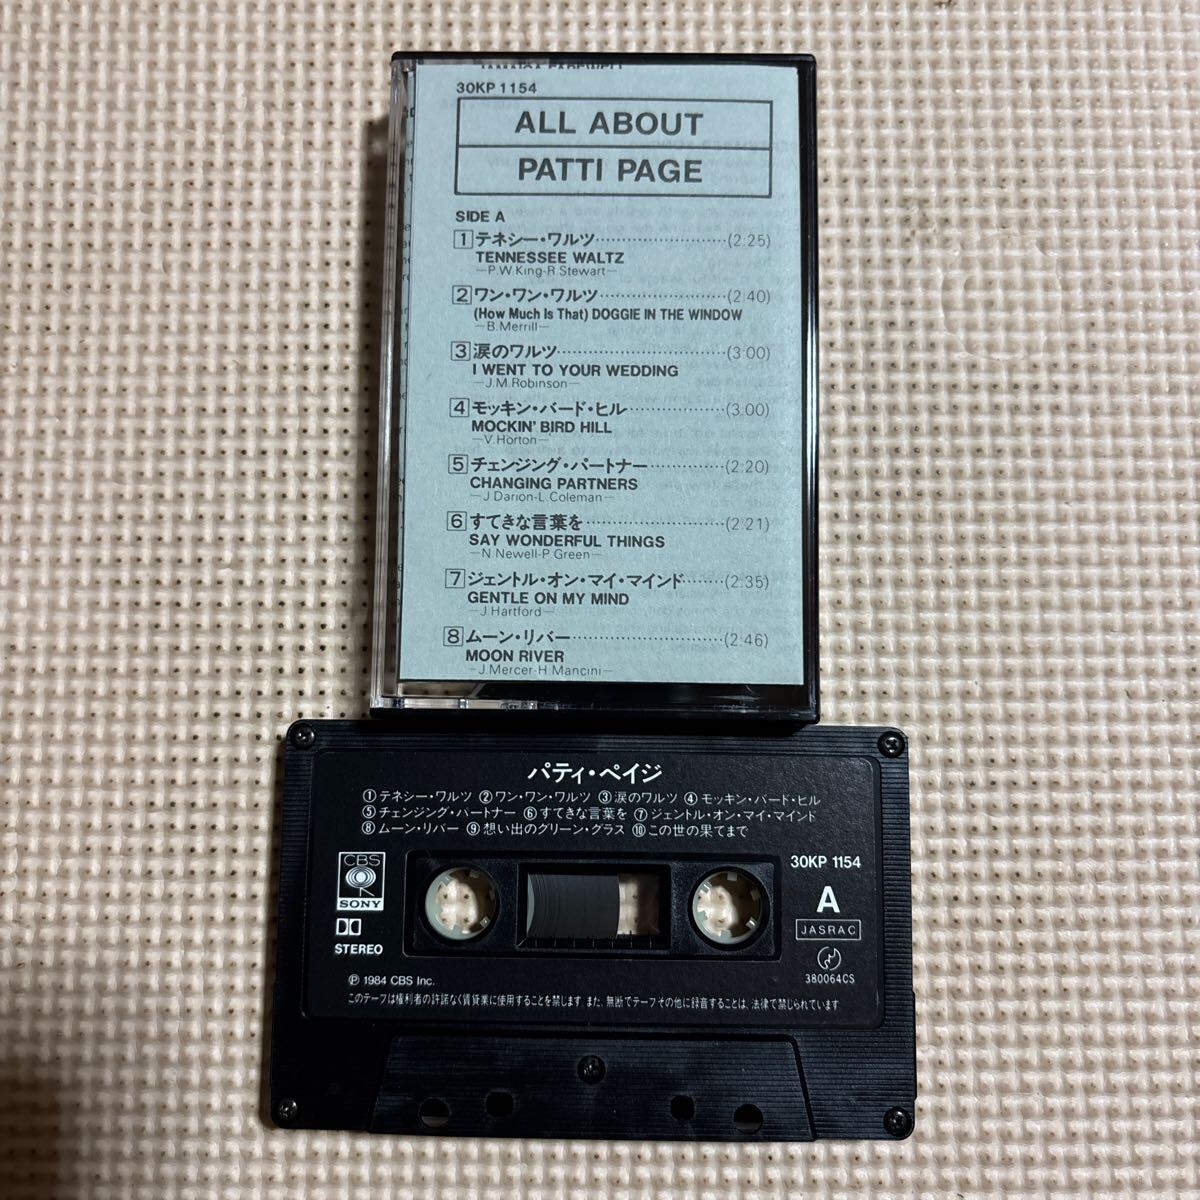 JAMAICA FAREWELL
30KP 1154
ALL ABOUT
PATTI PAGE
SIDE A
1 テネシー・ワルツ……………………(2:25)
TENNESSEE WALTZ
—P.W. King-R Stewart—
2 ワン・ワン・ワルツ……………………(2:40)
(How Much Is That) DOGGIE IN THE WINDOW
—B. Merrill—
3 涙のワルツ……………………(3:00)
I WENT TO YOUR WEDDING
—J.M. Robinson—
4 モッキン・バード・ヒル………………(3:00)
MOCKIN' BIRD HILL
—V. Horton—
5 チェンジング・パートナー……………(2:20)
CHANGING PARTNERS
—J Darion-L. Coleman—
6 すてきな言葉を……………………(2:21)
SAY WONDERFUL THINGS
—N. Newell-P. Green—
7 ジェントル・オン・マイ・マインド………(2:35)
GENTLE ON MY MIND
—J. Hartford—
8 ムーン・リバー……………………(2:46)
MOON RIVER
—J. Mercer-H. Mancini—
パティ・ペイジ
①テネシー・ワルツ ②ワン・ワン・ワルツ ③涙のワルツ ④モッキン・バード・ヒル
⑤チェンジング・パートナー ⑥すてきな言葉を ⑦ジェントル・オン・マイ・マインド
⑧ムーン・リバー ⑨想い出のグリーン・グラス ⑩この世の果てまで
CBS
SONY
STEREO
30KP 1154
A
JASRAC
380064CS
Ⓟ 1984 CBS Inc.
このテープは権利者の許諾なく賃貸業に使用することを禁じます。また、無断でテープその他に録音することは、法律で禁じられています